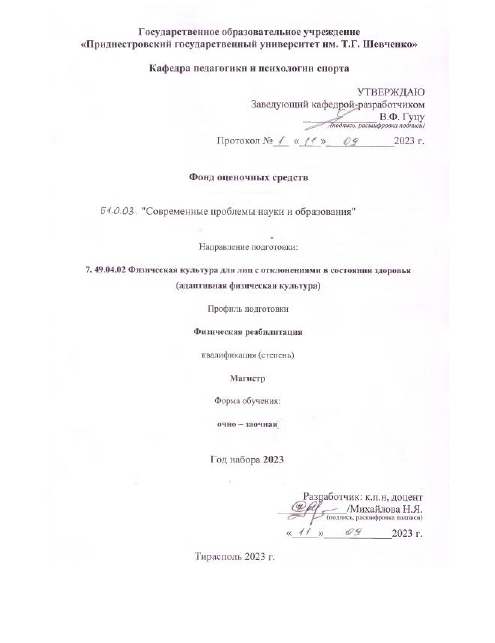 Государственное образовательное учреждение
«Приднестровский государственный университет им. Т.Г. Шевченко»
Кафедра педагогики и психологии спорта
УТВЕРЖДАЮ
Заведующий кафедрой-разработчиком
В.Ф. Гуцу
(подпись, расшифровка подписи)
Протокол № 1 « 11 » 09 2023 г.
Фонд оценочных средств
Б1.О.03. "Современные проблемы науки и образования"
Направление подготовки:
7. 49.04.02 Физическая культура для лиц с отклонениями в состоянии здоровья
(адаптивная физическая культура)
Профиль подготовки
Физическая реабилитация
квалификация (степень)
Магистр
Форма обучения:
очно – заочная
Год набора 2023
Разработчик: к.п.н, доцент
/Михайлова Н.Я.
(подпись, расшифровка подписи)
« 11 » 09 2023 г.
Тирасполь 2023 г.